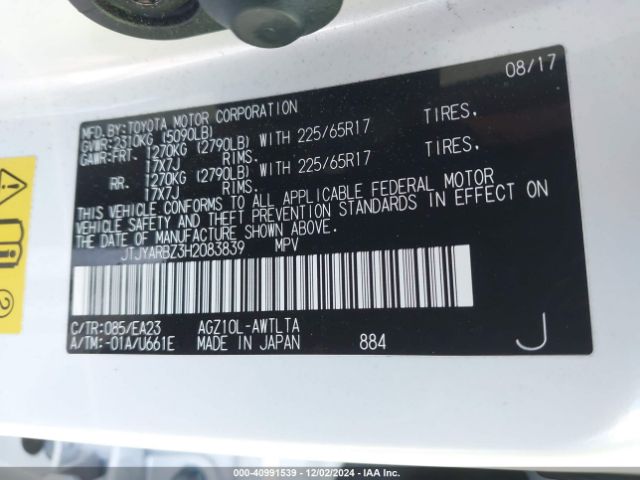 08/17
MFD.BY:TOYOTA MOTOR CORPORATION
GVWR:2310KG (5090LB)
GAWR:FRT. 1270KG (2790LB) WITH 225/65R17 TIRES,
17X7J RIMS.
RR. 1270KG (2790LB) WITH 225/65R17 TIRES,
17X7J RIMS.
THIS VEHICLE CONFORMS TO ALL APPLICABLE FEDERAL MOTOR
VEHICLE SAFETY AND THEFT PREVENTION STANDARDS IN EFFECT ON
THE DATE OF MANUFACTURE SHOWN ABOVE.
JTJYARBZ3H2083839 MPV
C/TR:085/EA23 AGZ10L-AWTLTA
A/TM:-01A/U661E MADE IN JAPAN 884
J
2
000-40991539 - 12/02/2024 - IAA Inc.